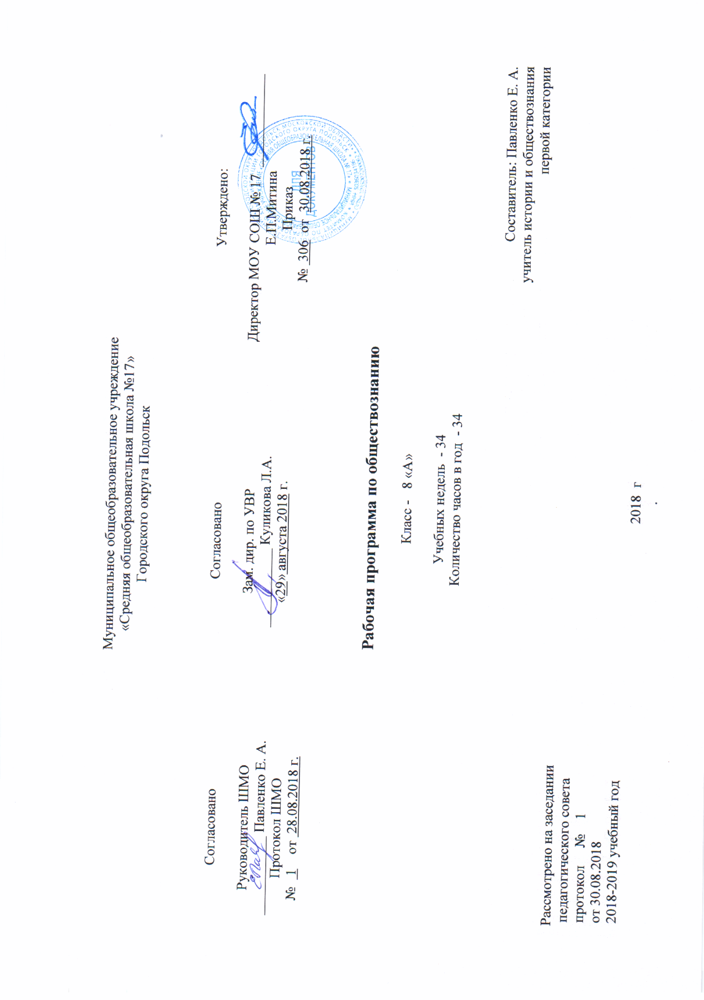 Муниципальное общеобразовательное учреждение
«Средняя общеобразовательная школа №17»
Городского округа Подольск
Согласовано
Руководитель ШМО
Павленко Е. А.
Протокол ШМО
№ 1 от 28.08.2018 г.
Согласовано
Зам. дир. по УВР
Куликова Л.А.
«29» августа 2018 г.
Утверждено:
Директор МОУ СОШ № 17
Е.П.Митина
Приказ
№ 306 от 30.08.2018 г.
ДЛЯ
ДОКУМЕНТОВ
Рабочая программа по обществознанию
Класс - 8 «А»
Учебных недель - 34
Количество часов в год - 34
Составитель: Павленко Е. А.
учитель истории и обществознания
первой категории
Рассмотрено на заседании
педагогического совета
протокол № 1
от 30.08.2018
2018-2019 учебный год
2018 г